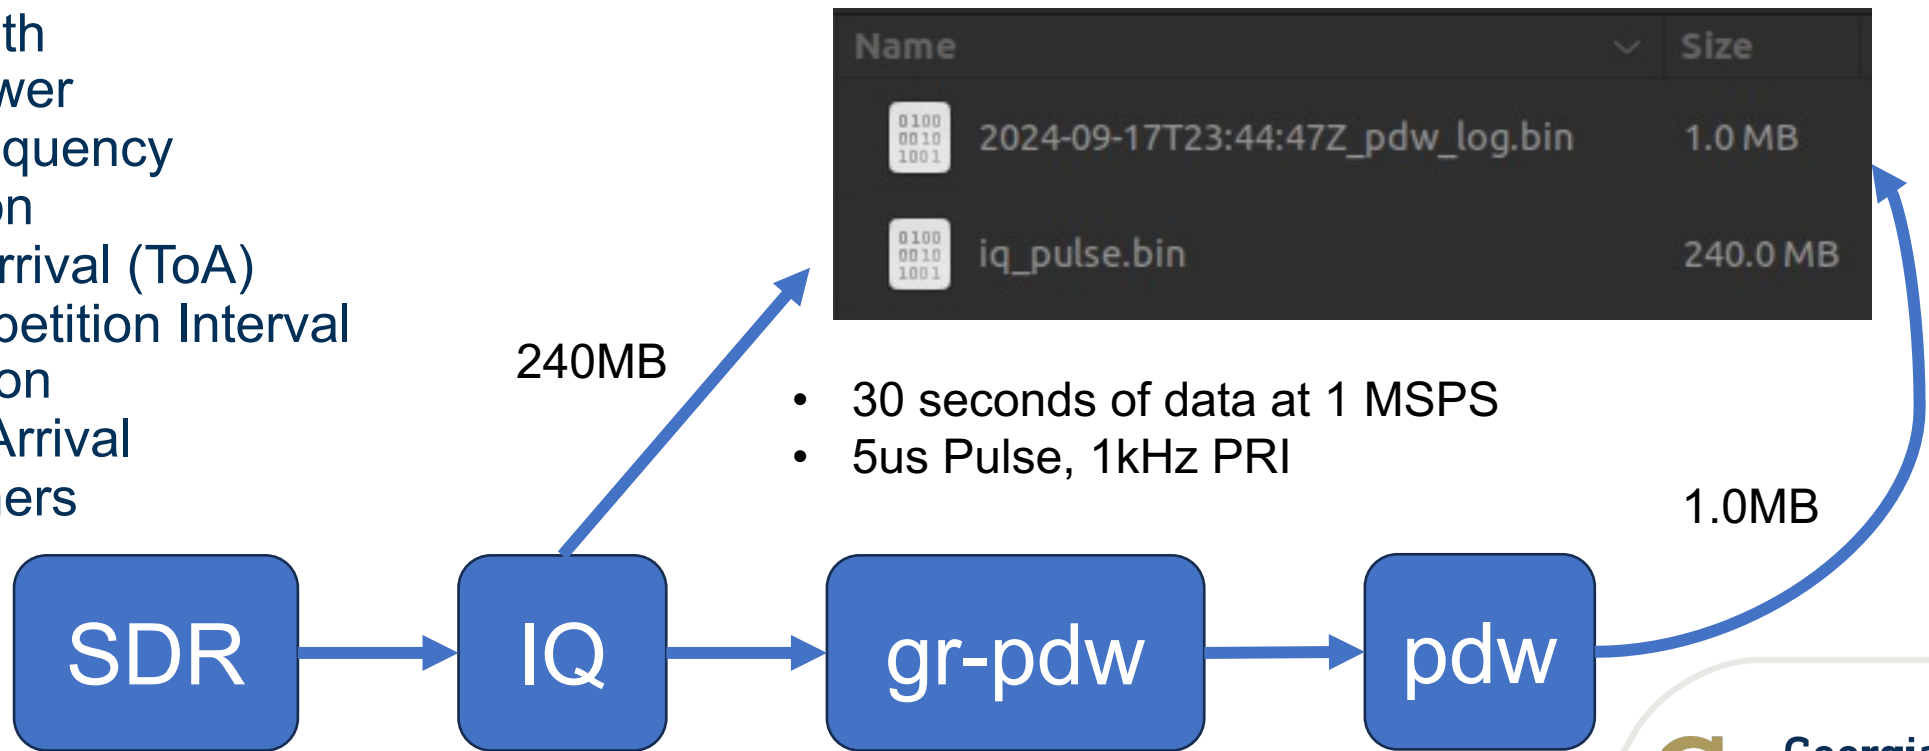 th
wer
quency
on
rrival (ToA)
petition Interval
on
Arrival
ners
Name Size
2024-09-17T23:44:47Z_pdw_log.bin 1.0 MB
iq_pulse.bin 240.0 MB
240MB
• 30 seconds of data at 1 MSPS
• 5us Pulse, 1kHz PRI
1.0MB
SDR IQ gr-pdw pdw